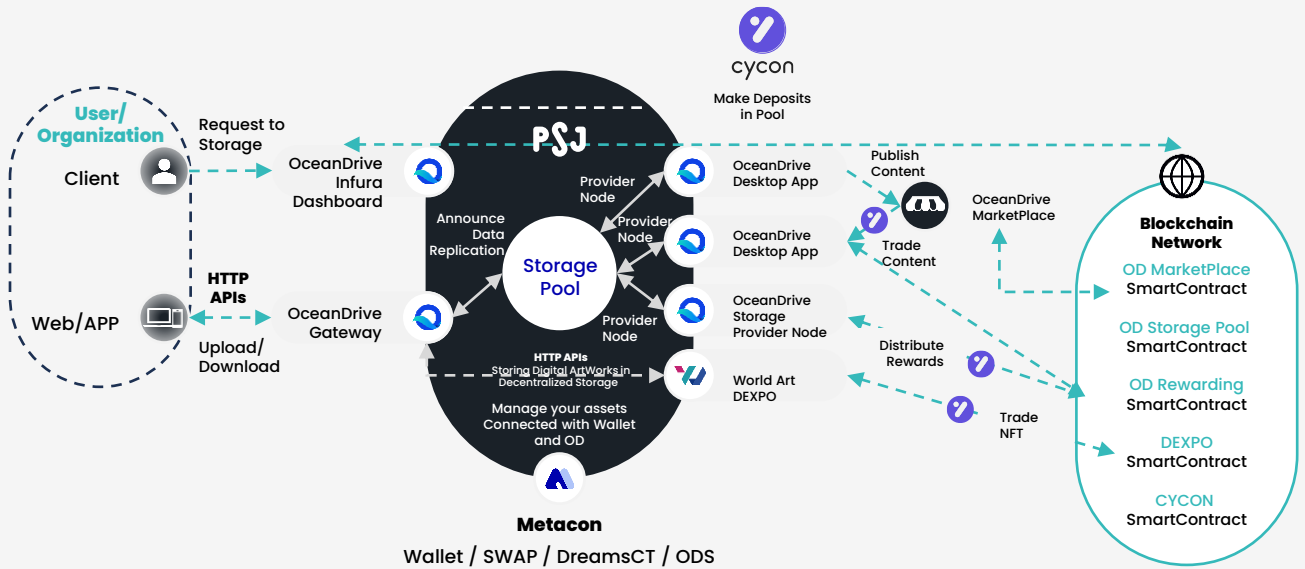 cycon
Make Deposits
in Pool
User/
Organization
Client
Web/APP
Request to
Storage
HTTP
APIs
Upload/
Download
OceanDrive
Infura
Dashboard
OceanDrive
Gateway
PSJ
Announce
Data
Replication
Storage
Pool
Provider
Node
Provider
Node
Provider
Node
HTTP APIs
Storing Digital ArtWorks in
Decentralized Storage
Manage your assets
Connected with Wallet
and OD
Metacon
Wallet / SWAP / DreamsCT / ODS
OceanDrive
Desktop App
OceanDrive
Desktop App
OceanDrive
Storage
Provider Node
World Art
DEXPO
Publish
Content
Trade
Content
OceanDrive
MarketPlace
Distribute
Rewards
Trade
NFT
Blockchain
Network
OD MarketPlace
SmartContract
OD Storage Pool
SmartContract
OD Rewarding
SmartContract
DEXPO
SmartContract
CYCON
SmartContract